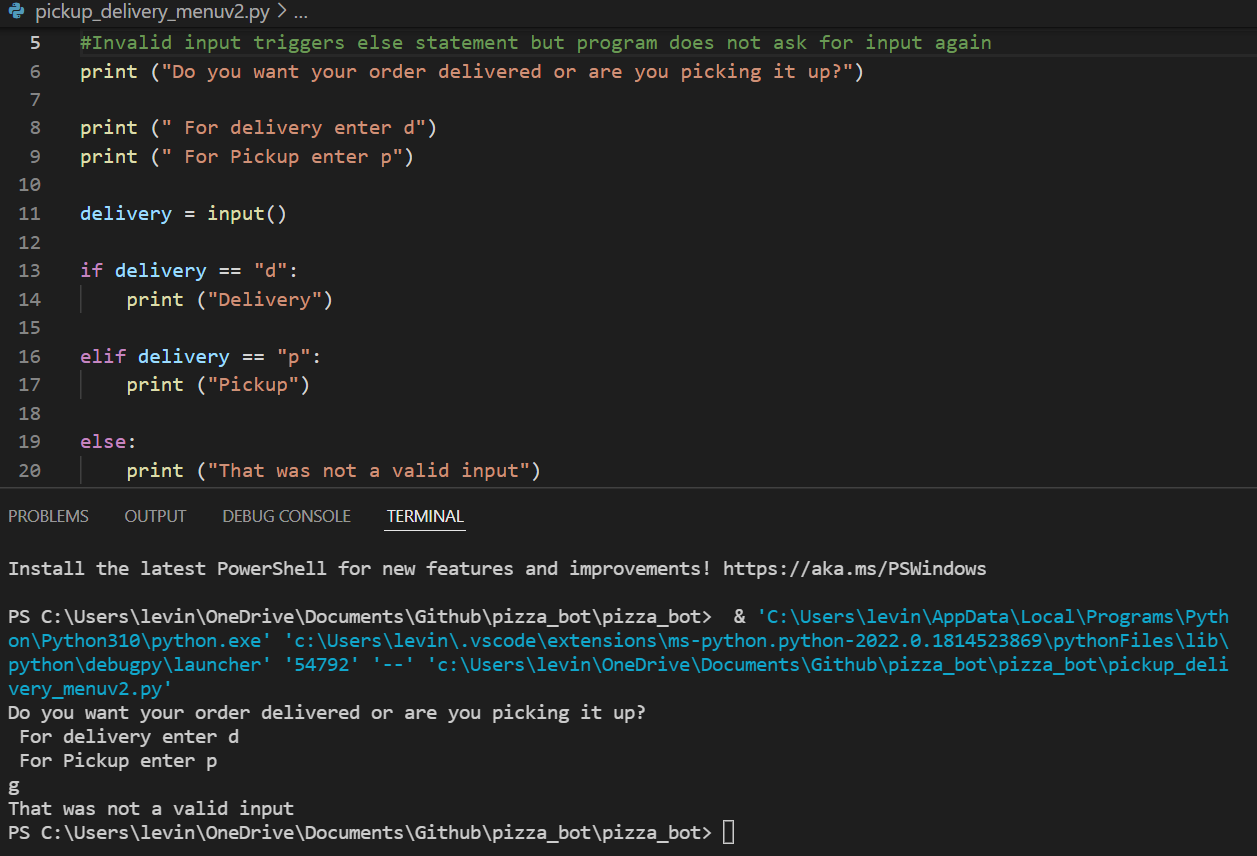 pickup_delivery_menuv2.py > ...
5 #Invalid input triggers else statement but program does not ask for input again
6 print ("Do you want your order delivered or are you picking it up?")
7
8 print (" For delivery enter d")
9 print (" For Pickup enter p")
10
11 delivery = input()
12
13 if delivery == "d":
14     print ("Delivery")
15
16 elif delivery == "p":
17     print ("Pickup")
18
19 else:
20     print ("That was not a valid input")
PROBLEMS OUTPUT DEBUG CONSOLE TERMINAL
Install the latest PowerShell for new features and improvements! https://aka.ms/PSWindows
PS C:\Users\levin\OneDrive\Documents\Github\pizza_bot\pizza_bot>  & 'C:\Users\levin\AppData\Local\Programs\Pyth
on\Python310\python.exe' 'c:\Users\levin\.vscode\extensions\ms-python.python-2022.0.1814523869\pythonFiles\lib\
python\debugpy\launcher' '54792' '--' 'c:\Users\levin\OneDrive\Documents\Github\pizza_bot\pizza_bot\pickup_deli
very_menuv2.py'
Do you want your order delivered or are you picking it up?
 For delivery enter d
 For Pickup enter p
g
That was not a valid input
PS C:\Users\levin\OneDrive\Documents\Github\pizza_bot\pizza_bot>